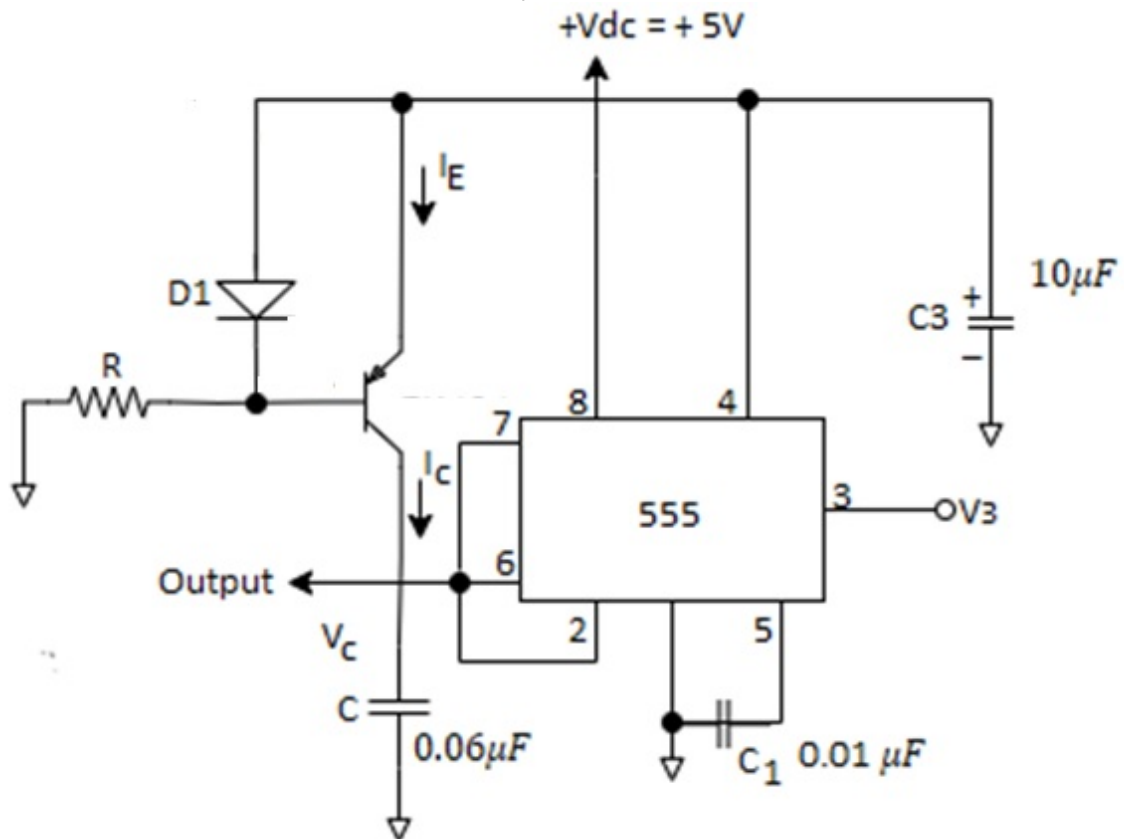 +Vdc = + 5V
I_E
D1
10μF
C3
+
−
R
8
4
7
I_c
555
3
V3
6
Output
2
5
V_c
C
0.06μF
C_1 0.01 μF